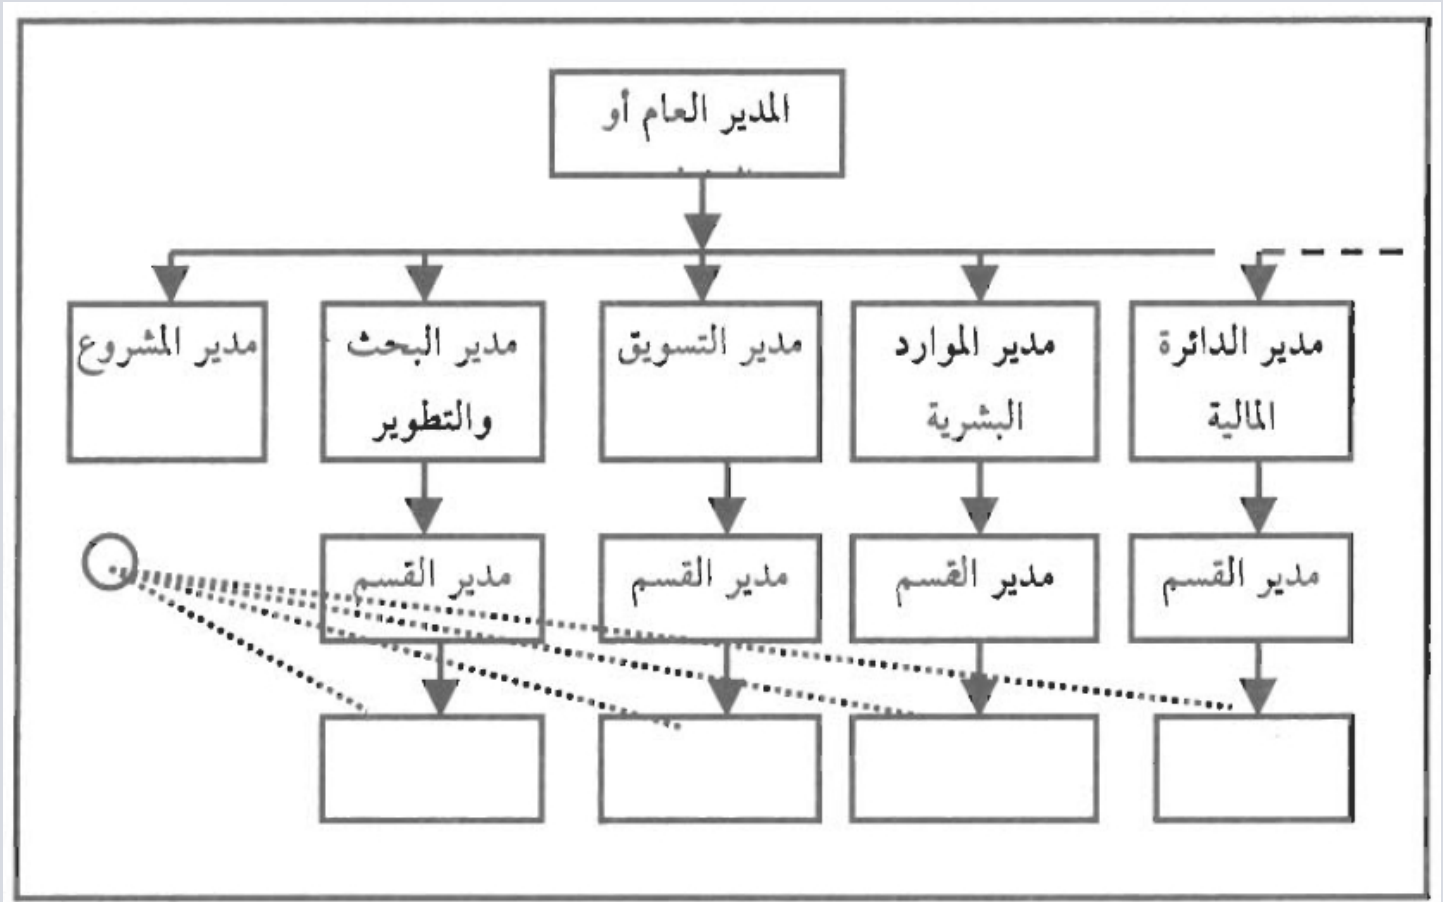 المدير العام أو
مدير الدائرة
المالية
مدير الموارد
البشرية
مدير التسويق
مدير البحث
والتطوير
مدير المشروع
مدير القسم
مدير القسم
مدير القسم
مدير القسم